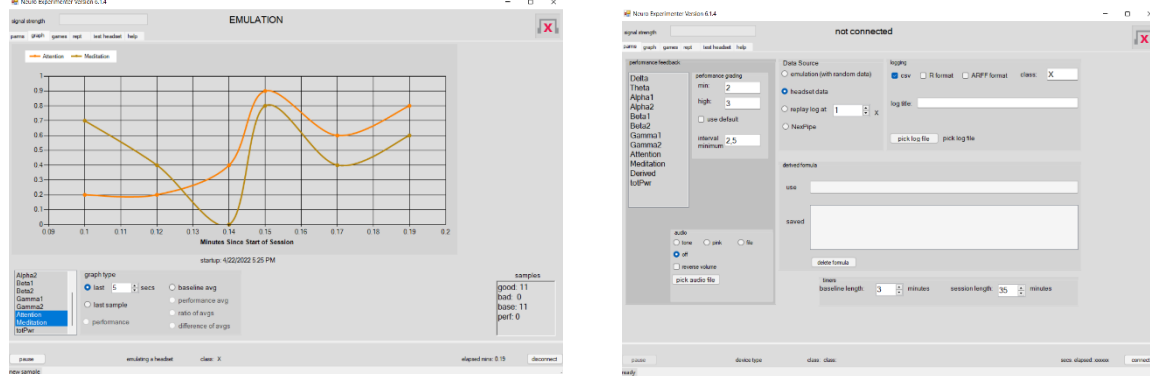 Neuro Experimenter Version 6.1.4
signal strength
EMULATION
X
parms graph games rept test headset help
Attention Meditation
1
0.9
0.8
0.7
0.6
0.5
0.4
0.3
0.2
0.1
0
0.09 0.1 0.11 0.12 0.13 0.14 0.15 0.16 0.17 0.18 0.19 0.2
Minutes Since Start of Session
startup: 4/22/2022 5:25 PM
Alpha2
Beta1
Beta2
Gamma1
Gamma2
Attention
Meditation
totPwr
graph type
last 5 secs
last sample
performance
baseline avg
performance avg
ratio of avgs
difference of avgs
samples
good: 11
bad: 0
base: 11
perf: 0
pause emulating a headset class: X elapsed mins: 0.19 deconnect
new sample
Neuro Experimenter Version 6.1.4
signal strength
not connected
X
parms graph games rept test headset help
performance feedback
Delta
Theta
Alpha1
Alpha2
Beta1
Beta2
Gamma1
Gamma2
Attention
Meditation
Derived
totPwr
performance grading
min: 2
high: 3
use default
interval minimum 2,5
audio
tone pink file
off
reverse volume
pick audio file
Data Source
emulation (with random data)
headset data
replay log at 1 x
NexPipe
logging
csv R format ARFF format class: X
log title:
pick log file pick log file
derived formula
use
saved
delete formula
timers
baseline length: 3 minutes session length: 35 minutes
pause device type class: class: secs. elapsed: xxxxx connect
ready